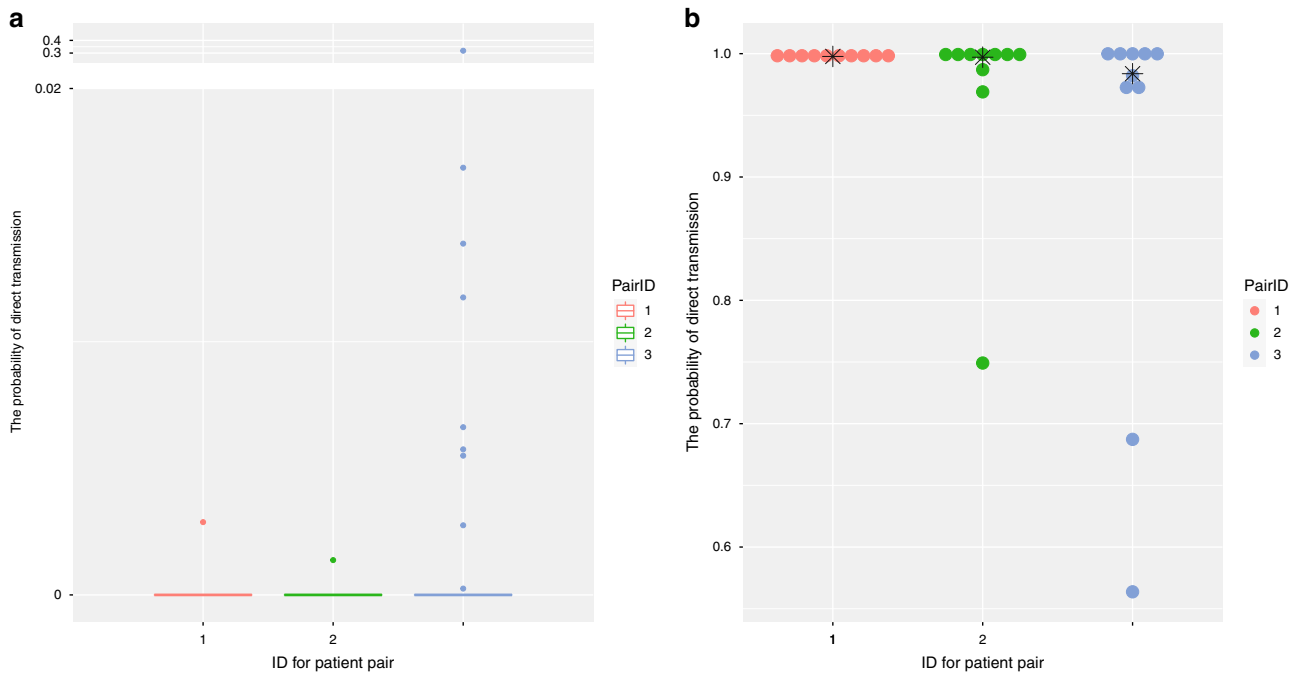 a
0.4
0.3
0.02
0
The probability of direct transmission
1
2
ID for patient pair
PairID
1
2
3
b
1.0
0.9
0.8
0.7
0.6
The probability of direct transmission
1
2
ID for patient pair
PairID
1
2
3